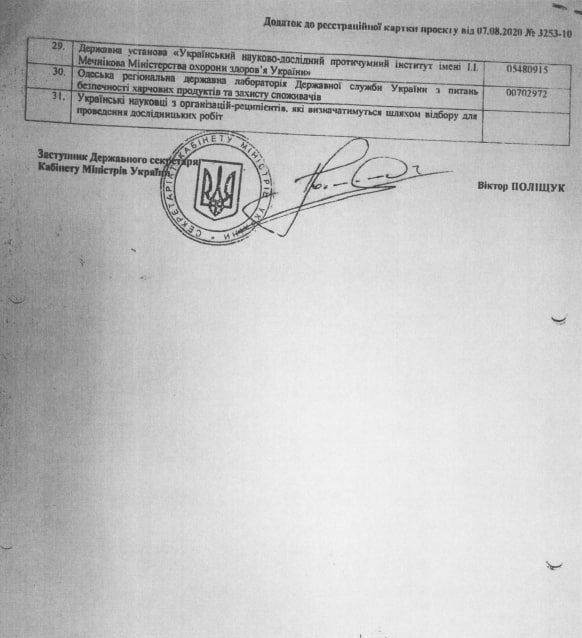 Додаток до реєстраційної картки проєкту від 07.08.2020 № 3253-10
29. Державна установа «Український науково-дослідний протичумний інститут імені І.І. 05480915
Мечнікова Міністерства охорони здоров'я України»
30. Одеська регіональна державна лабораторія Державної служби України з питань 00702972
безпечності харчових продуктів та захисту споживачів
31. Українські науковці з організацій-реципієнтів, які визначатимуться шляхом відбору для
проведення дослідницьких робіт
Заступник Державного секретаря
Кабінету Міністрів України
Віктор ПОЛІЩУК
СЕКРЕТАРІАТ КАБІНЕТУ МІНІСТРІВ УКРАЇНИ